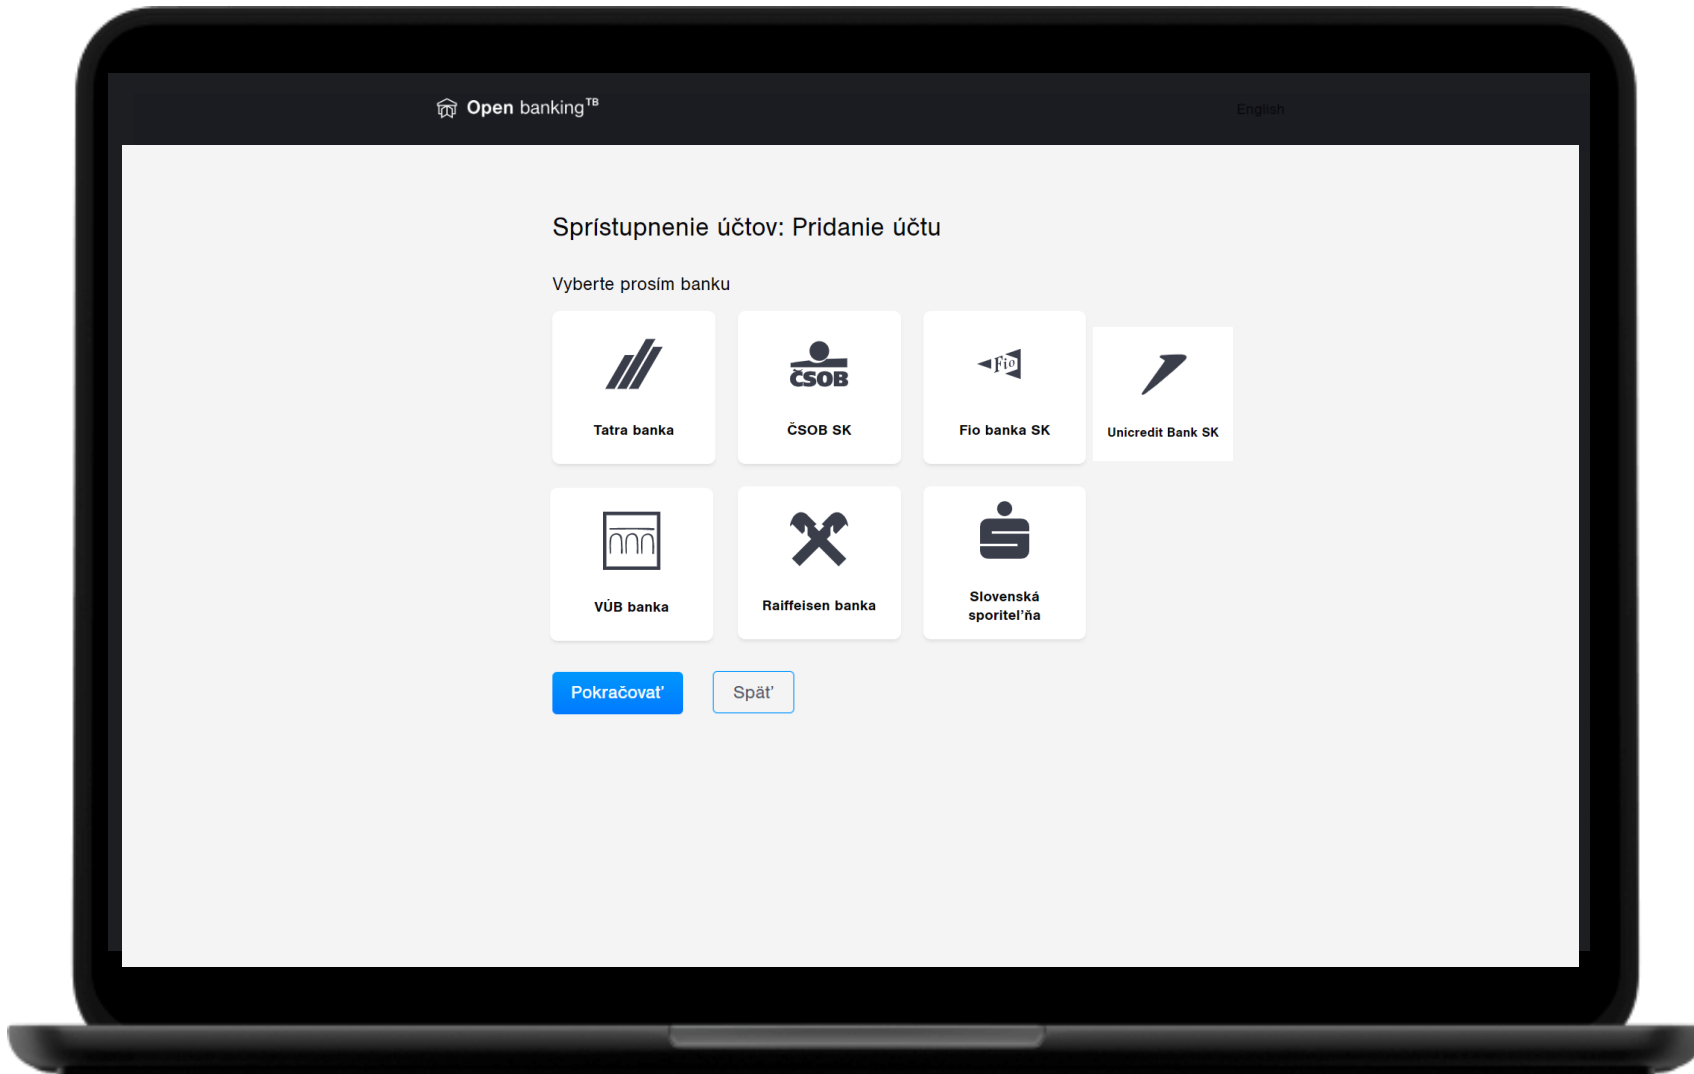 Open banking TB
English
Sprístupnenie účtov: Pridanie účtu
Vyberte prosím banku
ČSOB
Fio
Tatra banka
ČSOB SK
Fio banka SK
Unicredit Bank SK
VÚB banka
Raiffeisen banka
Slovenská
sporiteľňa
Pokračovať
Späť